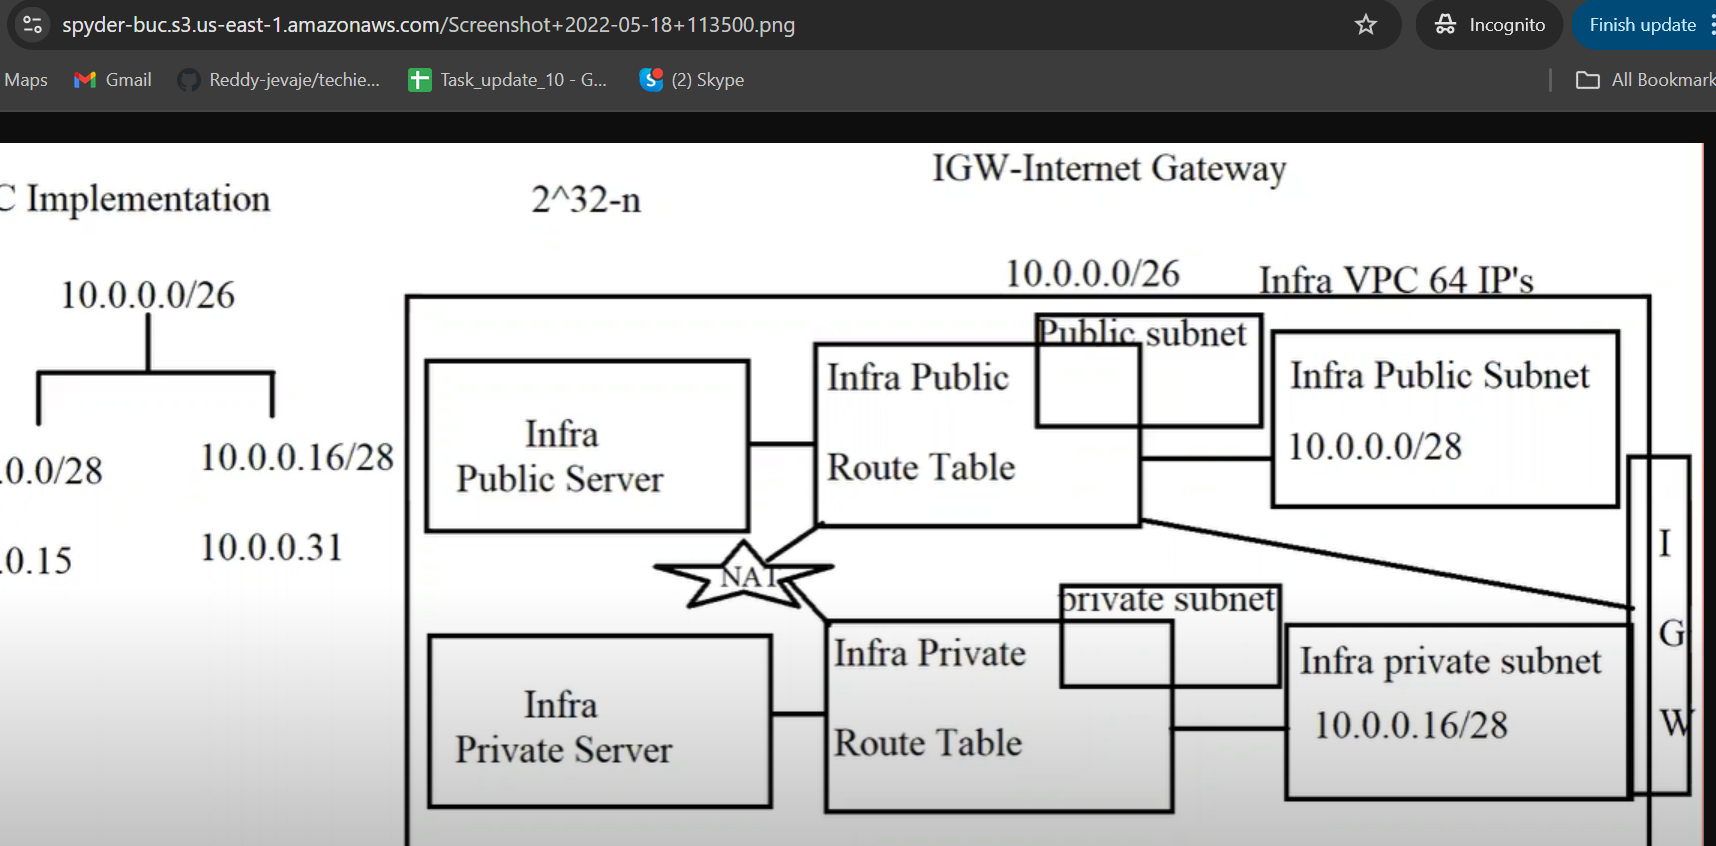 spyder-buc.s3.us-east-1.amazonaws.com/Screenshot+2022-05-18+113500.png
Incognito
Finish update
Maps
Gmail
Reddy-jevaje/techie...
Task_update_10 - G...
(2) Skype
All Bookmark
IGW-Internet Gateway
C Implementation
2^32-n
10.0.0.0/26
Infra VPC 64 IP's
10.0.0.0/26
Public subnet
Infra Public
Route Table
Infra Public Subnet
10.0.0.0/28
Infra
Public Server
.0.0/28
10.0.0.16/28
.0.15
10.0.0.31
NAT
private subnet
Infra Private
Route Table
Infra private subnet
10.0.0.16/28
Infra
Private Server
I
G
W